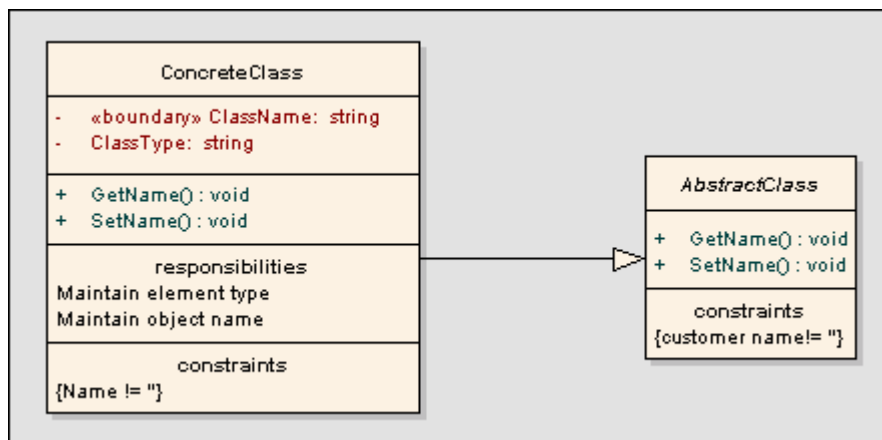 ConcreteClass
- «boundary» ClassName: string
- ClassType: string
+ GetName() : void
+ SetName() : void
responsibilities
Maintain element type
Maintain object name
constraints
{Name != ''}
AbstractClass
+ GetName() : void
+ SetName() : void
constraints
{customer name!= ''}